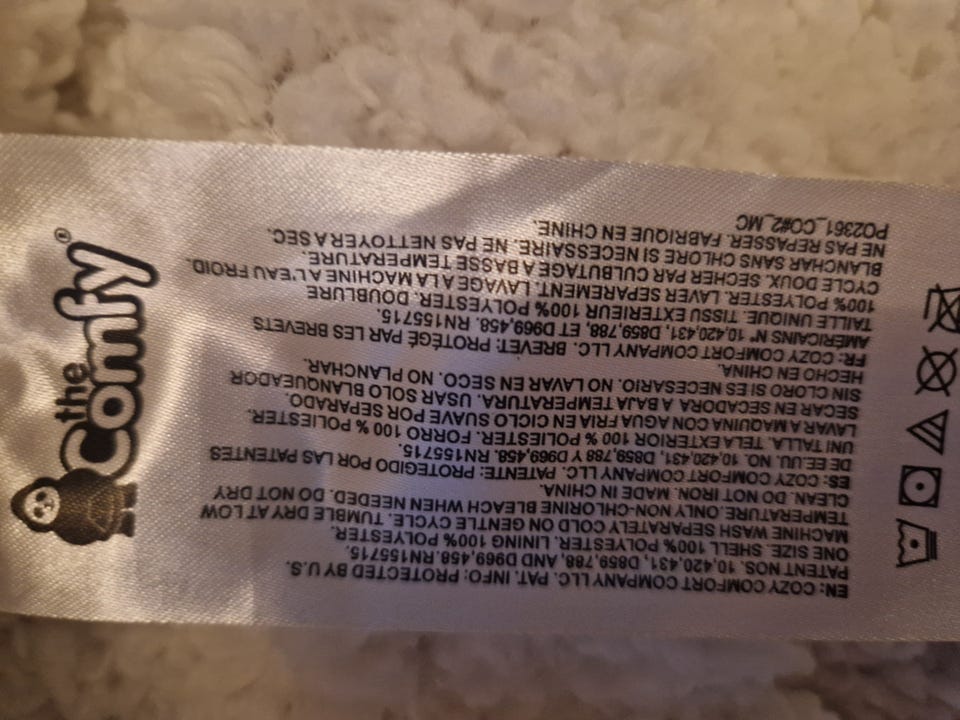 the
Comfy®
EN: COZY COMFORT COMPANY LLC. PAT. INFO: PROTECTED BY U.S.
PATENT NOS. 10,420,431, D859,788, AND D969,458.RN155715.
ONE SIZE. SHELL 100% POLYESTER. LINING 100% POLYESTER.
MACHINE WASH SEPARATELY ON COLD ON GENTLE CYCLE. TUMBLE DRY AT LOW
TEMPERATURE. ONLY NON-CHLORINE BLEACH WHEN NEEDED. DO NOT DRY
CLEAN. DO NOT IRON. MADE IN CHINA.
ES: COZY COMFORT COMPANY LLC. PATENTE: PROTEGIDO POR LAS PATENTES
DE EE.UU. NO. 10,420,431, D859,788 Y D969,458. RN155715.
UNI TALLA. TELA EXTERIOR 100 % POLIESTER. FORRO 100 % POLIESTER.
LAVAR A MAQUINA CON AGUA FRIA EN CICLO SUAVE POR SEPARADO.
SECAR EN SECADORA A BAJA TEMPERATURA. USAR SOLO BLANQUEADOR
SIN CLORO SI ES NECESARIO. NO LAVAR EN SECO. NO PLANCHAR.
HECHO EN CHINA.
FR: COZY COMFORT COMPANY LLC. BREVET: PROTÉGÉ PAR LES BREVETS
AMÉRICAINS Nº 10,420,431, D859,788, ET D969,458. RN155715.
TAILLE UNIQUE. TISSU EXTERIEUR 100% POLYESTER. DOUBLURE
100% POLYESTER. LAVER SEPAREMENT. LAVAGE A LA MACHINE A L'EAU FROID.
CYCLE DOUX. SECHER PAR CULBUTAGE A BASSE TEMPERATURE.
BLANCHAR SANS CHLORE SI NECESSAIRE. NE PAS NETTOYER A SEC.
NE PAS REPASSER. FABRIQUE EN CHINE.
PO2361_CO#2_MC